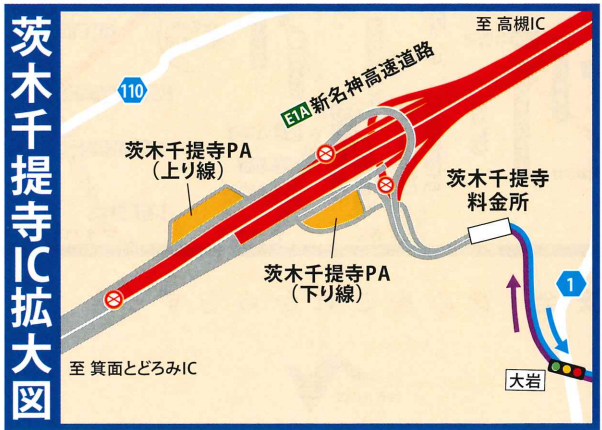 茨木千提寺IC拡大図
至 高槻IC
110
E1A 新名神高速道路
茨木千提寺PA
(上り線)
茨木千提寺
料金所
茨木千提寺PA
(下り線)
1
至 箕面とどろみIC
大岩